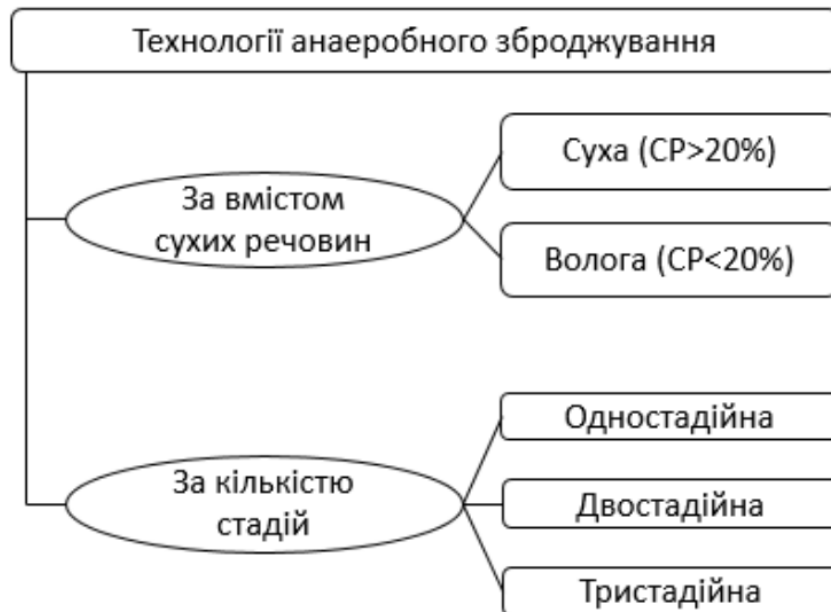 Технології анаеробного зброджування
Суха (СР>20%)
За вмістом
сухих речовин
Волога (СР<20%)
Одностадійна
За кількістю
стадій
Двостадійна
Тристадійна